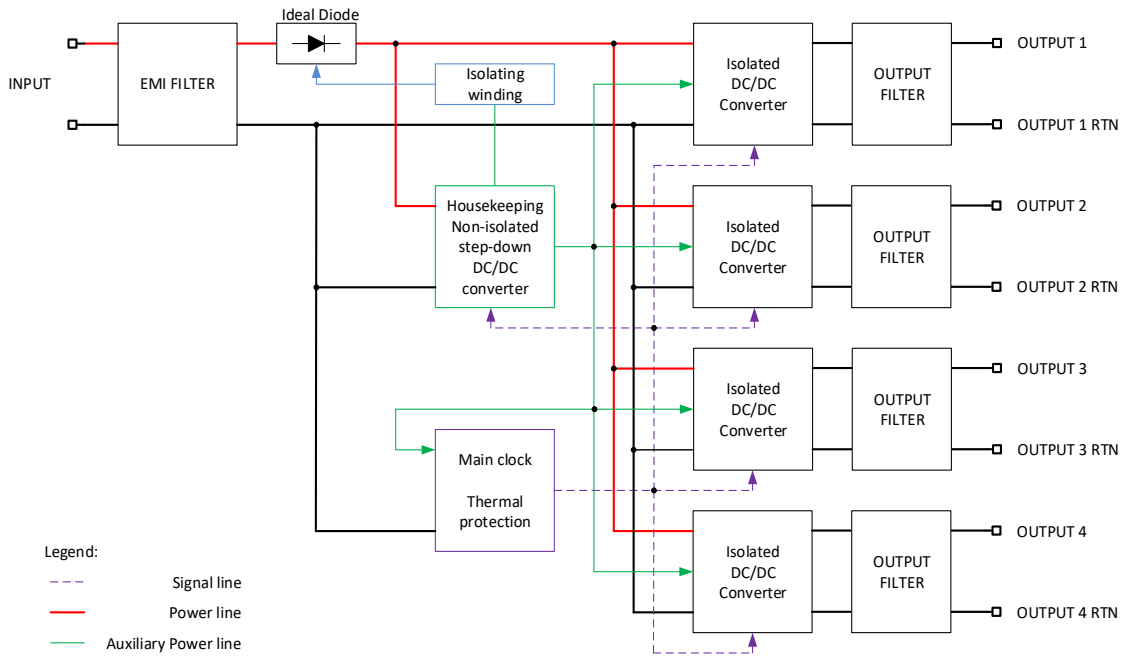 Ideal Diode
INPUT
EMI FILTER
Isolating
winding
Isolated
DC/DC
Converter
OUTPUT
FILTER
OUTPUT 1
OUTPUT 1 RTN
Housekeeping
Non-isolated
step-down
DC/DC
converter
Isolated
DC/DC
Converter
OUTPUT
FILTER
OUTPUT 2
OUTPUT 2 RTN
Main clock
Thermal
protection
Isolated
DC/DC
Converter
OUTPUT
FILTER
OUTPUT 3
OUTPUT 3 RTN
Isolated
DC/DC
Converter
OUTPUT
FILTER
OUTPUT 4
OUTPUT 4 RTN
Legend:
Signal line
Power line
Auxiliary Power line